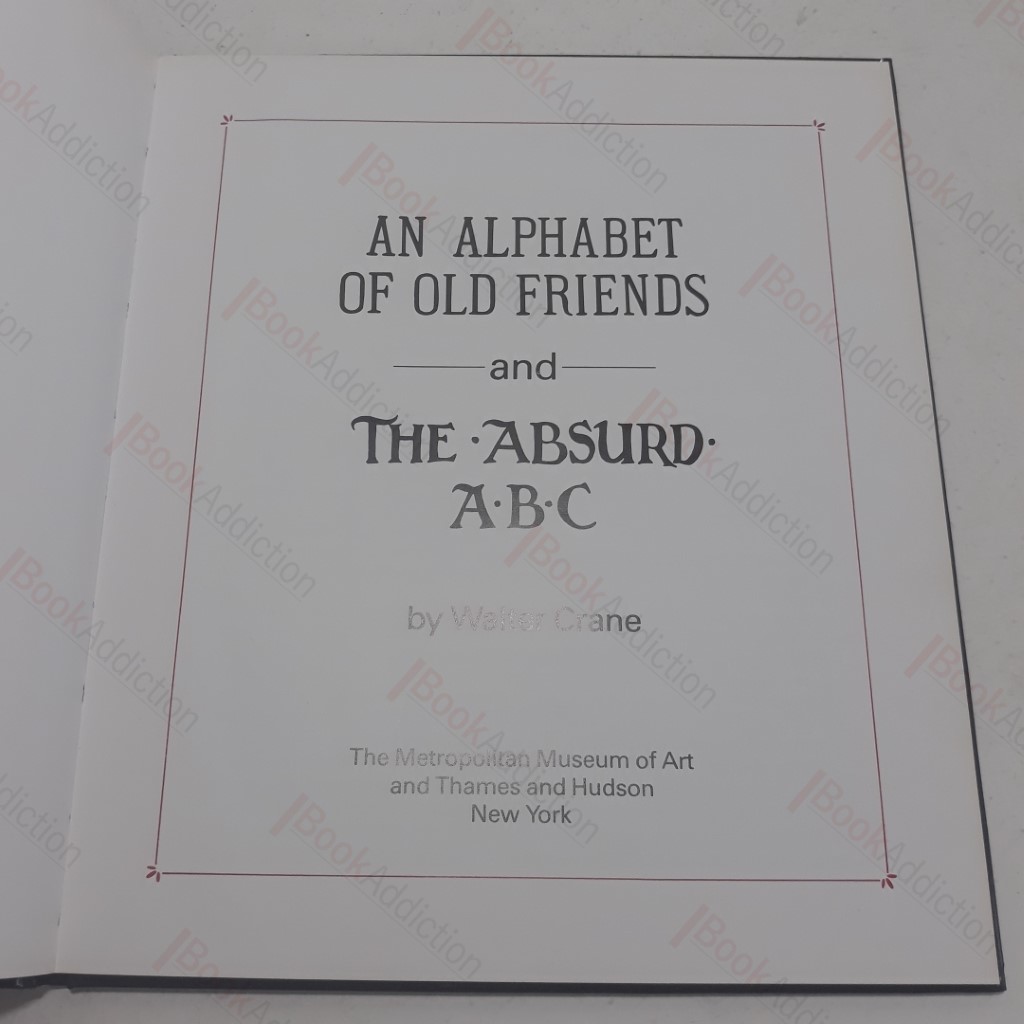 AN ALPHABET
OF OLD FRIENDS
and
THE ·ABSURD·
A·B·C
by Walter Crane
The Metropolitan Museum of Art
and Thames and Hudson
New York
BookAddiction